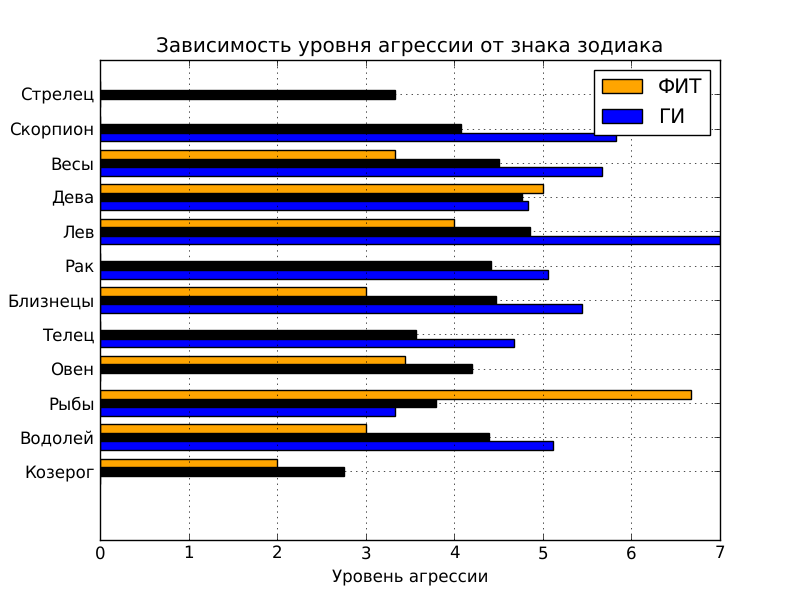 Зависимость уровня агрессии от знака зодиака
ФИТ
ГИ
Стрелец
Скорпион
Весы
Дева
Лев
Рак
Близнецы
Телец
Овен
Рыбы
Водолей
Козерог
0 1 2 3 4 5 6 7
Уровень агрессии